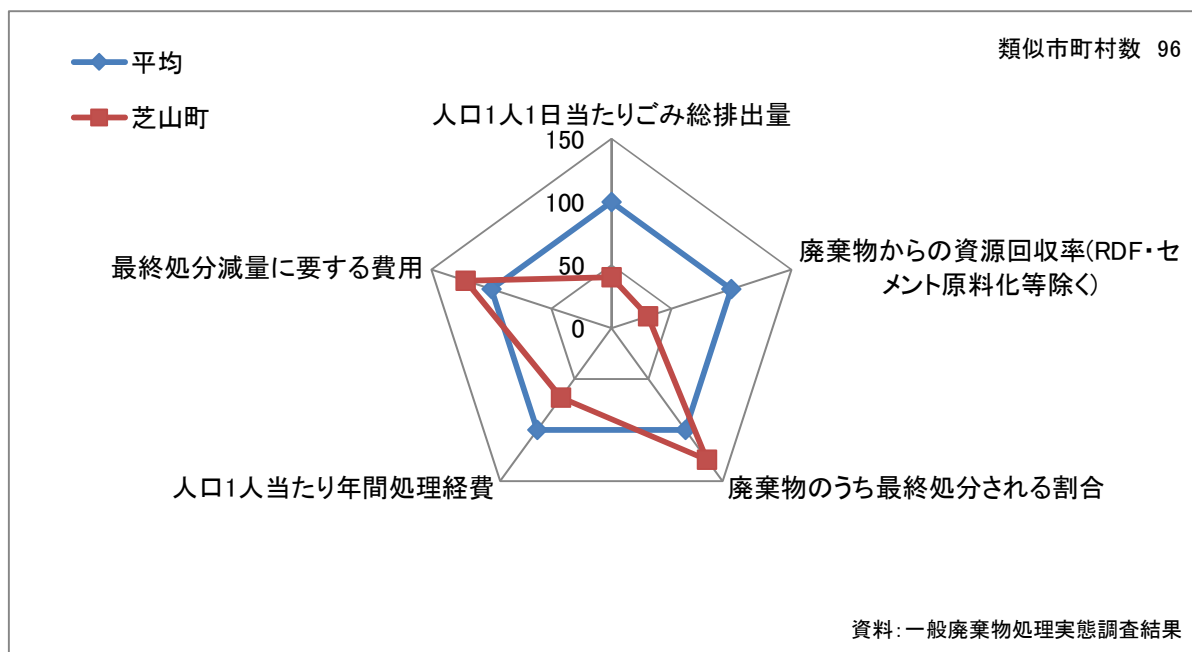 平均
芝山町
類似市町村数 96
人口1人1日当たりごみ総排出量
150
100
50
0
廃棄物からの資源回収率(RDF・セ
メント原料化等除く)
最終処分減量に要する費用
人口1人当たり年間処理経費
廃棄物のうち最終処分される割合
資料:一般廃棄物処理実態調査結果